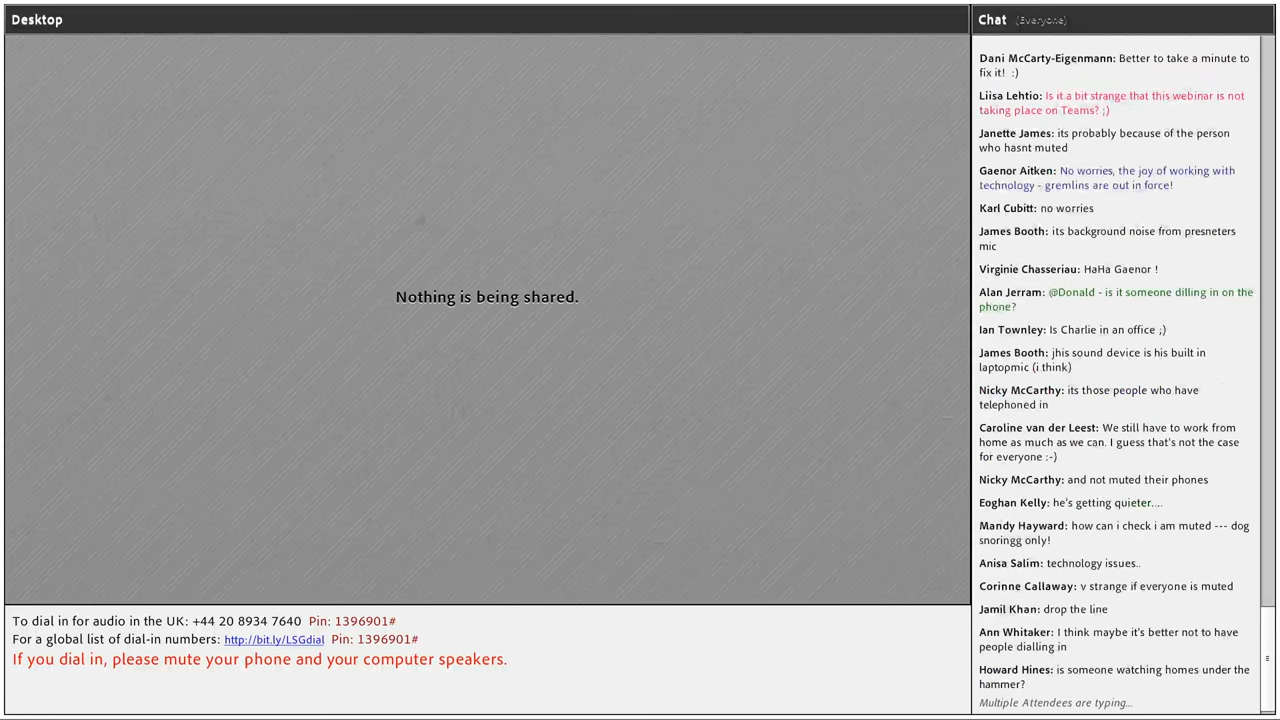 Desktop
Nothing is being shared.
To dial in for audio in the UK: +44 20 8934 7640 Pin: 1396901#
For a global list of dial-in numbers: http://bit.ly/LSGdial Pin: 1396901#
If you dial in, please mute your phone and your computer speakers.
Chat (Everyone)
Dani McCarty-Eigenmann: Better to take a minute to
fix it! :)
Liisa Lehtio: Is it a bit strange that this webinar is not
taking place on Teams? ;)
Janette James: its probably because of the person
who hasnt muted
Gaenor Aitken: No worries, the joy of working with
technology - gremlins are out in force!
Karl Cubitt: no worries
James Booth: its background noise from presneters
mic
Virginie Chasseriau: HaHa Gaenor !
Alan Jerram: @Donald - is it someone dilling in on the
phone?
Ian Townley: Is Charlie in an office ;)
James Booth: jhis sound device is his built in
laptopmic (i think)
Nicky McCarthy: its those people who have
telephoned in
Caroline van der Leest: We still have to work from
home as much as we can. I guess that's not the case
for everyone :-)
Nicky McCarthy: and not muted their phones
Eoghan Kelly: he's getting quieter....
Mandy Hayward: how can i check i am muted --- dog
snoringg only!
Anisa Salim: technology issues..
Corinne Callaway: v strange if everyone is muted
Jamil Khan: drop the line
Ann Whitaker: I think maybe it's better not to have
people dialling in
Howard Hines: is someone watching homes under the
hammer?
Multiple Attendees are typing...